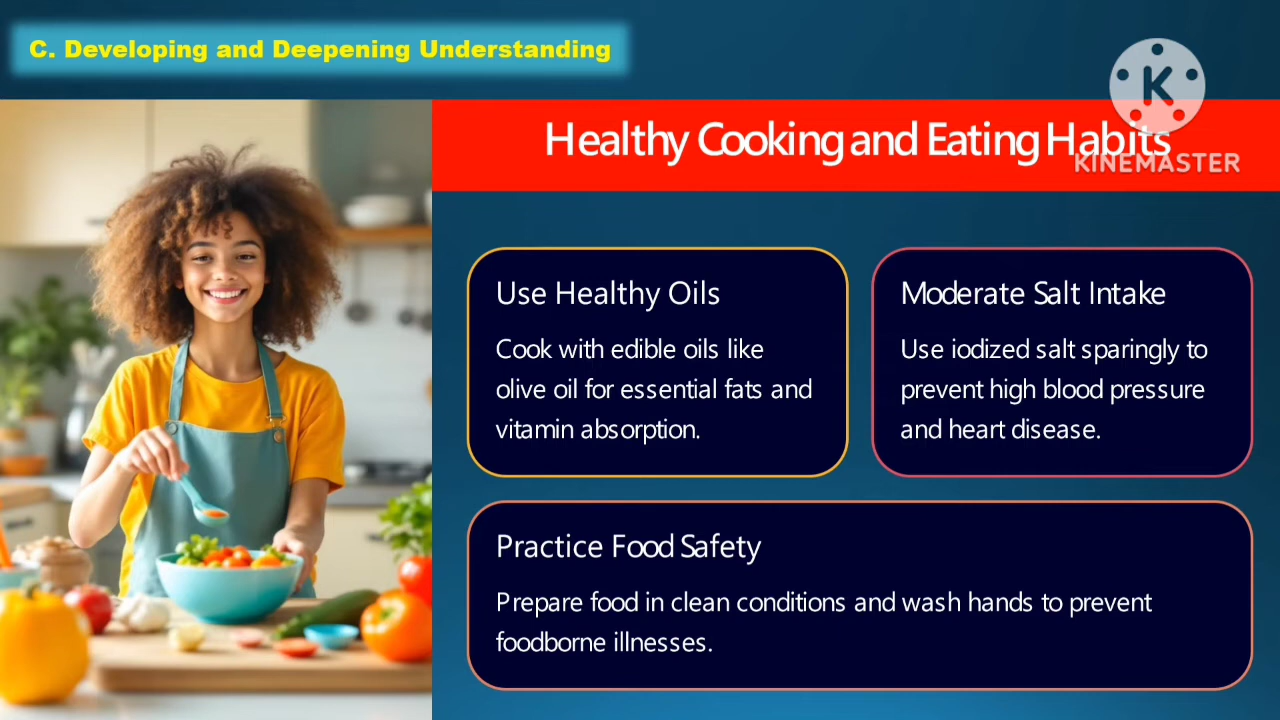 C. Developing and Deepening Understanding
K
KINEMASTER
Healthy Cooking and Eating Habits
Use Healthy Oils
Cook with edible oils like
olive oil for essential fats and
vitamin absorption.
Moderate Salt Intake
Use iodized salt sparingly to
prevent high blood pressure
and heart disease.
Practice Food Safety
Prepare food in clean conditions and wash hands to prevent
foodborne illnesses.